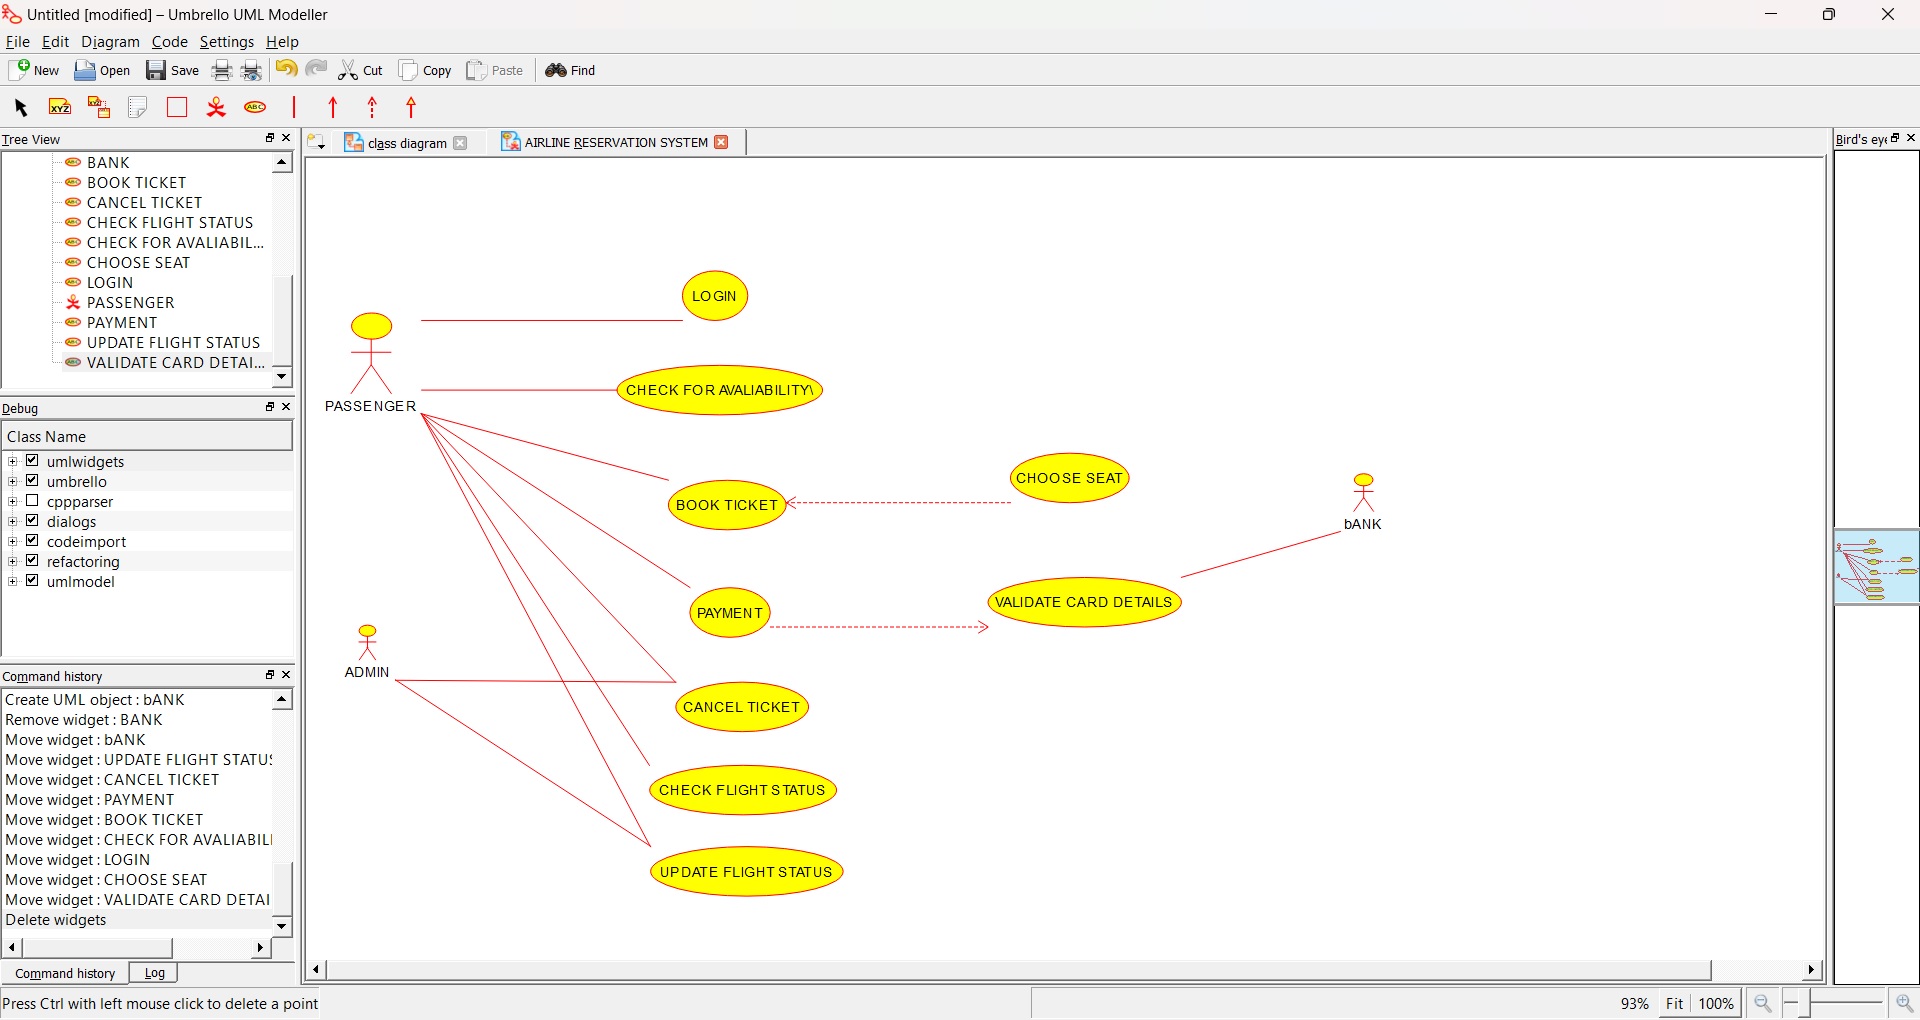 Untitled [modified] – Umbrello UML Modeller
File Edit Diagram Code Settings Help
New Open Save Cut Copy Paste Find
XYZ XYZ ABC
Tree View
class diagram AIRLINE RESERVATION SYSTEM
Bird's eye
BANK
BOOK TICKET
CANCEL TICKET
CHECK FLIGHT STATUS
CHECK FOR AVALIABIL...
CHOOSE SEAT
LOGIN
PASSENGER
PAYMENT
UPDATE FLIGHT STATUS
VALIDATE CARD DETAI...
Debug
Class Name
umlwidgets
umbrello
cppparser
dialogs
codeimport
refactoring
umlmodel
Command history
Create UML object : bANK
Remove widget : BANK
Move widget : bANK
Move widget : UPDATE FLIGHT STATUS
Move widget : CANCEL TICKET
Move widget : PAYMENT
Move widget : BOOK TICKET
Move widget : CHECK FOR AVALIABILI
Move widget : LOGIN
Move widget : CHOOSE SEAT
Move widget : VALIDATE CARD DETAI
Delete widgets
Command history Log
LOGIN
PASSENGER
CHECK FOR AVALIABILITY\
CHOOSE SEAT
BOOK TICKET
bANK
VALIDATE CARD DETAILS
PAYMENT
ADMIN
CANCEL TICKET
CHECK FLIGHT STATUS
UPDATE FLIGHT STATUS
Press Ctrl with left mouse click to delete a point
93% Fit 100%